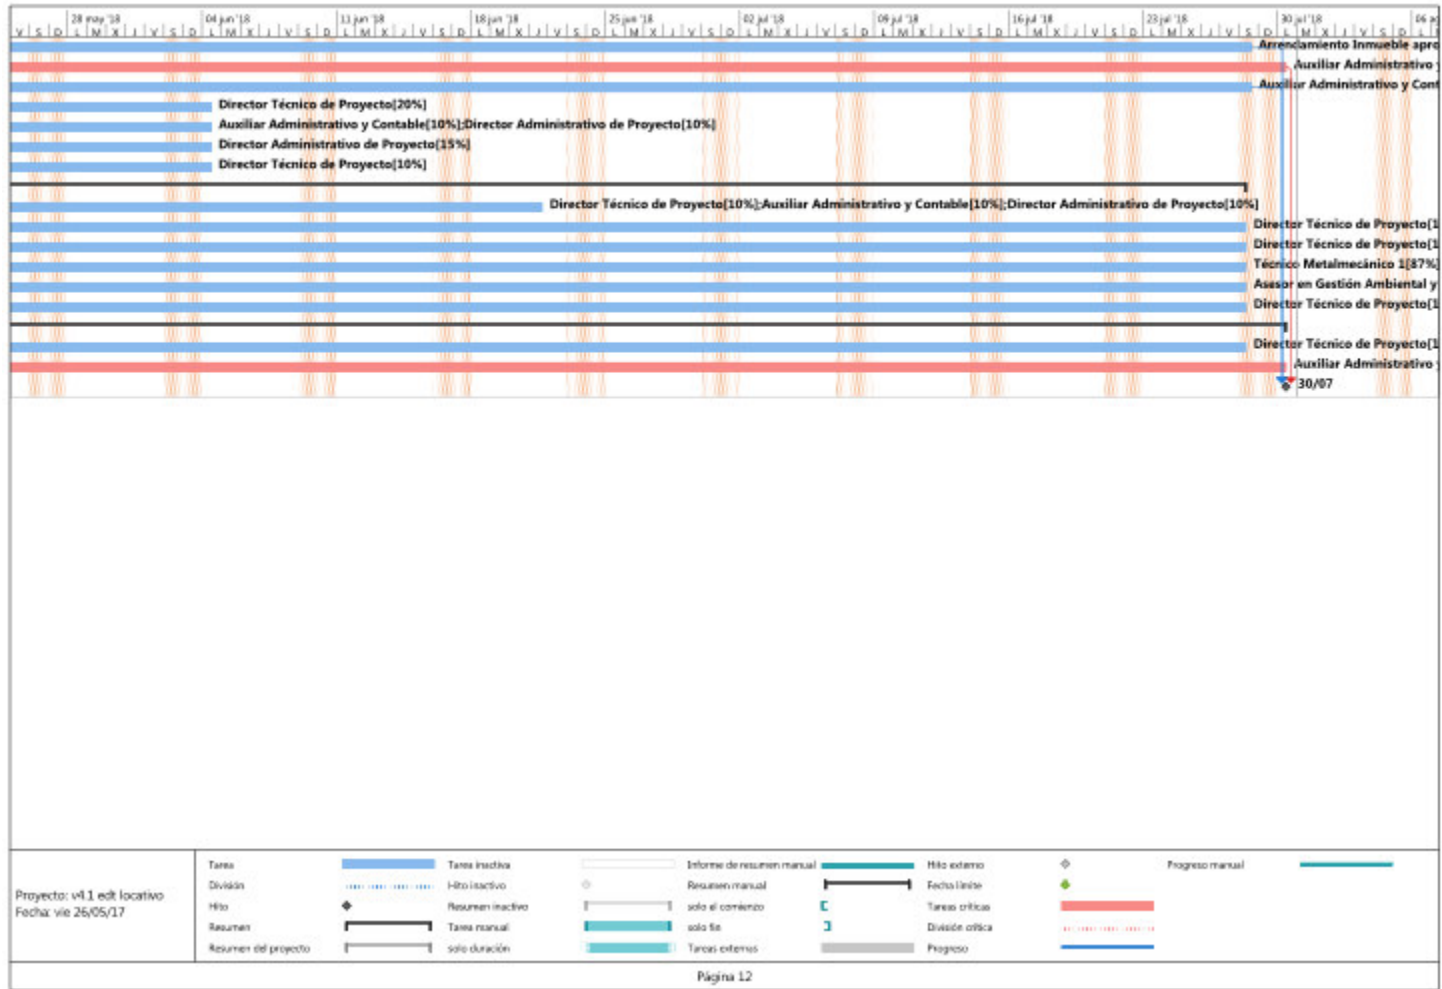 28 may '18 04 jun '18 11 jun '18 18 jun '18 25 jun '18 02 jul '18 09 jul '18 16 jul '18 23 jul '18 30 jul '18 06 ag
V S D L M X J V S D L M X J V S D L M X J V S D L M X J V S D L M X J V S D L M X J V S D L M X J V S D L M X J V S D L M X J V S D L
Arrendamiento Inmueble apro
Auxiliar Administrativo y
Auxiliar Administrativo y Cont
Director Técnico de Proyecto[20%]
Auxiliar Administrativo y Contable[10%];Director Administrativo de Proyecto[10%]
Director Administrativo de Proyecto[15%]
Director Técnico de Proyecto[10%]
Director Técnico de Proyecto[10%];Auxiliar Administrativo y Contable[10%];Director Administrativo de Proyecto[10%]
Director Técnico de Proyecto[1
Director Técnico de Proyecto[1
Técnico Metalmecánico 1[87%]
Asesor en Gestión Ambiental y
Director Técnico de Proyecto[1
Director Técnico de Proyecto[1
Auxiliar Administrativo y
30/07
Proyecto: v4.1 edt locativo
Fecha: vie 26/05/17
Tarea Tarea inactiva Informe de resumen manual Hito externo Progreso manual
División Hito inactivo Resumen manual Fecha límite
Hito Resumen inactivo solo el comienzo Tareas críticas
Resumen Tarea manual solo fin División crítica
Resumen del proyecto solo duración Tareas externas Progreso
Página 12